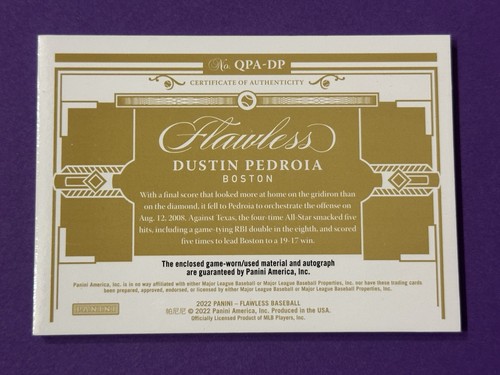 No. QPA-DP
CERTIFICATE OF AUTHENTICITY
Flawless
DUSTIN PEDROIA
BOSTON
With a final score that looked more at home on the gridiron than
on the diamond, it fell to Pedroia to orchestrate the offense on
Aug. 12, 2008. Against Texas, the four-time All-Star smacked five
hits, including a game-tying RBI double in the eighth, and scored
five times to lead Boston to a 19-17 win.
The enclosed game-worn/used material and autograph
are guaranteed by Panini America, Inc.
Panini America, Inc. is in no way affiliated with either Major League Baseball or Major League Baseball Properties, Inc. nor have these trading cards
been prepared, approved, endorsed, or licensed by either Major League Baseball or Major League Baseball Properties, Inc.
PANINI
2022 PANINI – FLAWLESS BASEBALL
帕尼尼 © 2022 Panini America, Inc. Produced in the USA.
Officially Licensed Product of MLB Players, Inc.